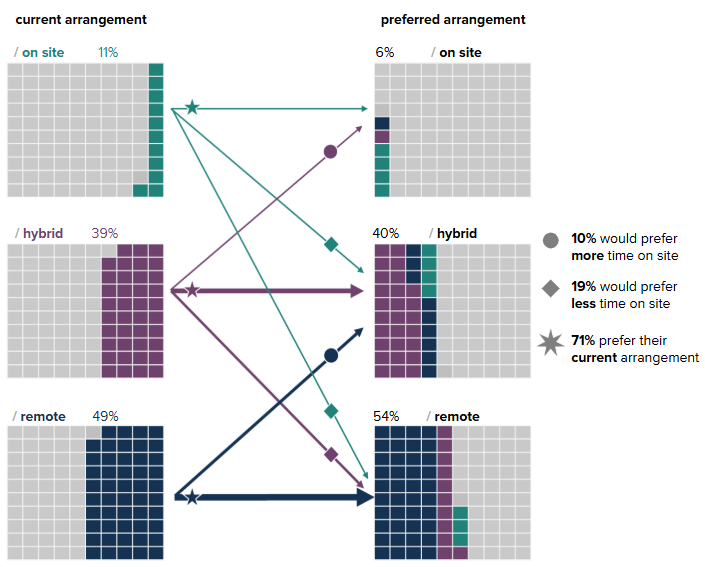 current arrangement
preferred arrangement
/ on site 11%
6% / on site
/ hybrid 39%
40% / hybrid
10% would prefer
more time on site
19% would prefer
less time on site
71% prefer their
current arrangement
/ remote 49%
54% / remote